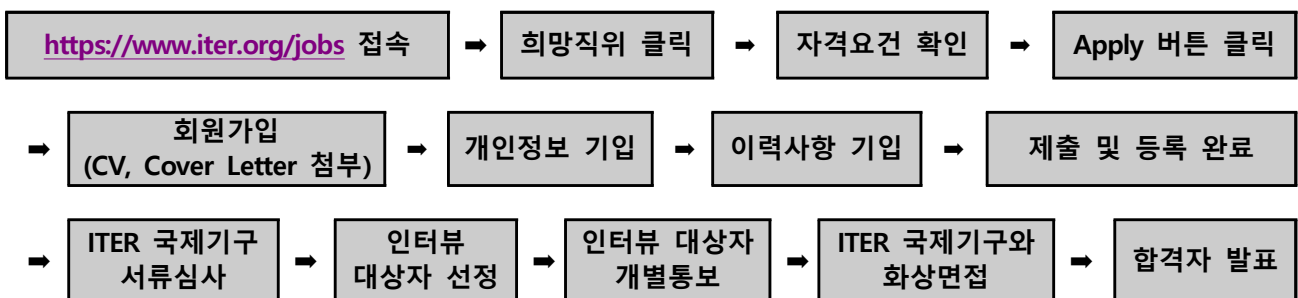 https://www.iter.org/jobs 접속 ➡ 희망직위 클릭 ➡ 자격요건 확인 ➡ Apply 버튼 클릭
➡ 회원가입
(CV, Cover Letter 첨부) ➡ 개인정보 기입 ➡ 이력사항 기입 ➡ 제출 및 등록 완료
➡ ITER 국제기구
서류심사 ➡ 인터뷰
대상자 선정 ➡ 인터뷰 대상자
개별통보 ➡ ITER 국제기구와
화상면접 ➡ 합격자 발표